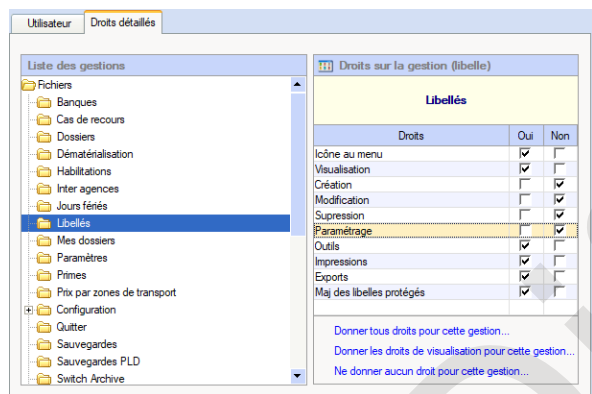 Utilisateur
Droits détaillés
Liste des gestions
Fichiers
Banques
Cas de recours
Dossiers
Dématérialisation
Habilitations
Inter agences
Jours fériés
Libellés
Mes dossiers
Paramètres
Primes
Prix par zones de transport
Configuration
Quitter
Sauvegardes
Sauvegardes PLD
Switch Archive
Droits sur la gestion (libelle)
Libellés
Droits Oui Non
Icône au menu
Visualisation
Création
Modification
Supression
Paramétrage
Outils
Impressions
Exports
Maj des libelles protégés
Donner tous droits pour cette gestion...
Donner les droits de visualisation pour cette gestion...
Ne donner aucun droit pour cette gestion...